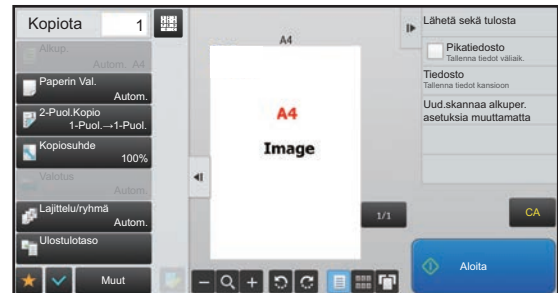 Kopiota 1
Alkup.
Autom. A4
Paperin Val.
Autom.
2-Puol.Kopio
1-Puol.→1-Puol.
Kopiosuhde
100%
Valotus
Autom.
Lajittelu/ryhmä
Autom.
Ulostulotaso
Muut
A4
A4
Image
1/1
Lähetä sekä tulosta
Pikatiedosto
Tallenna tiedot väliaik.
Tiedosto
Tallenna tiedot kansioon
Uud.skannaa alkuper.
asetuksia muuttamatta
CA
Aloita